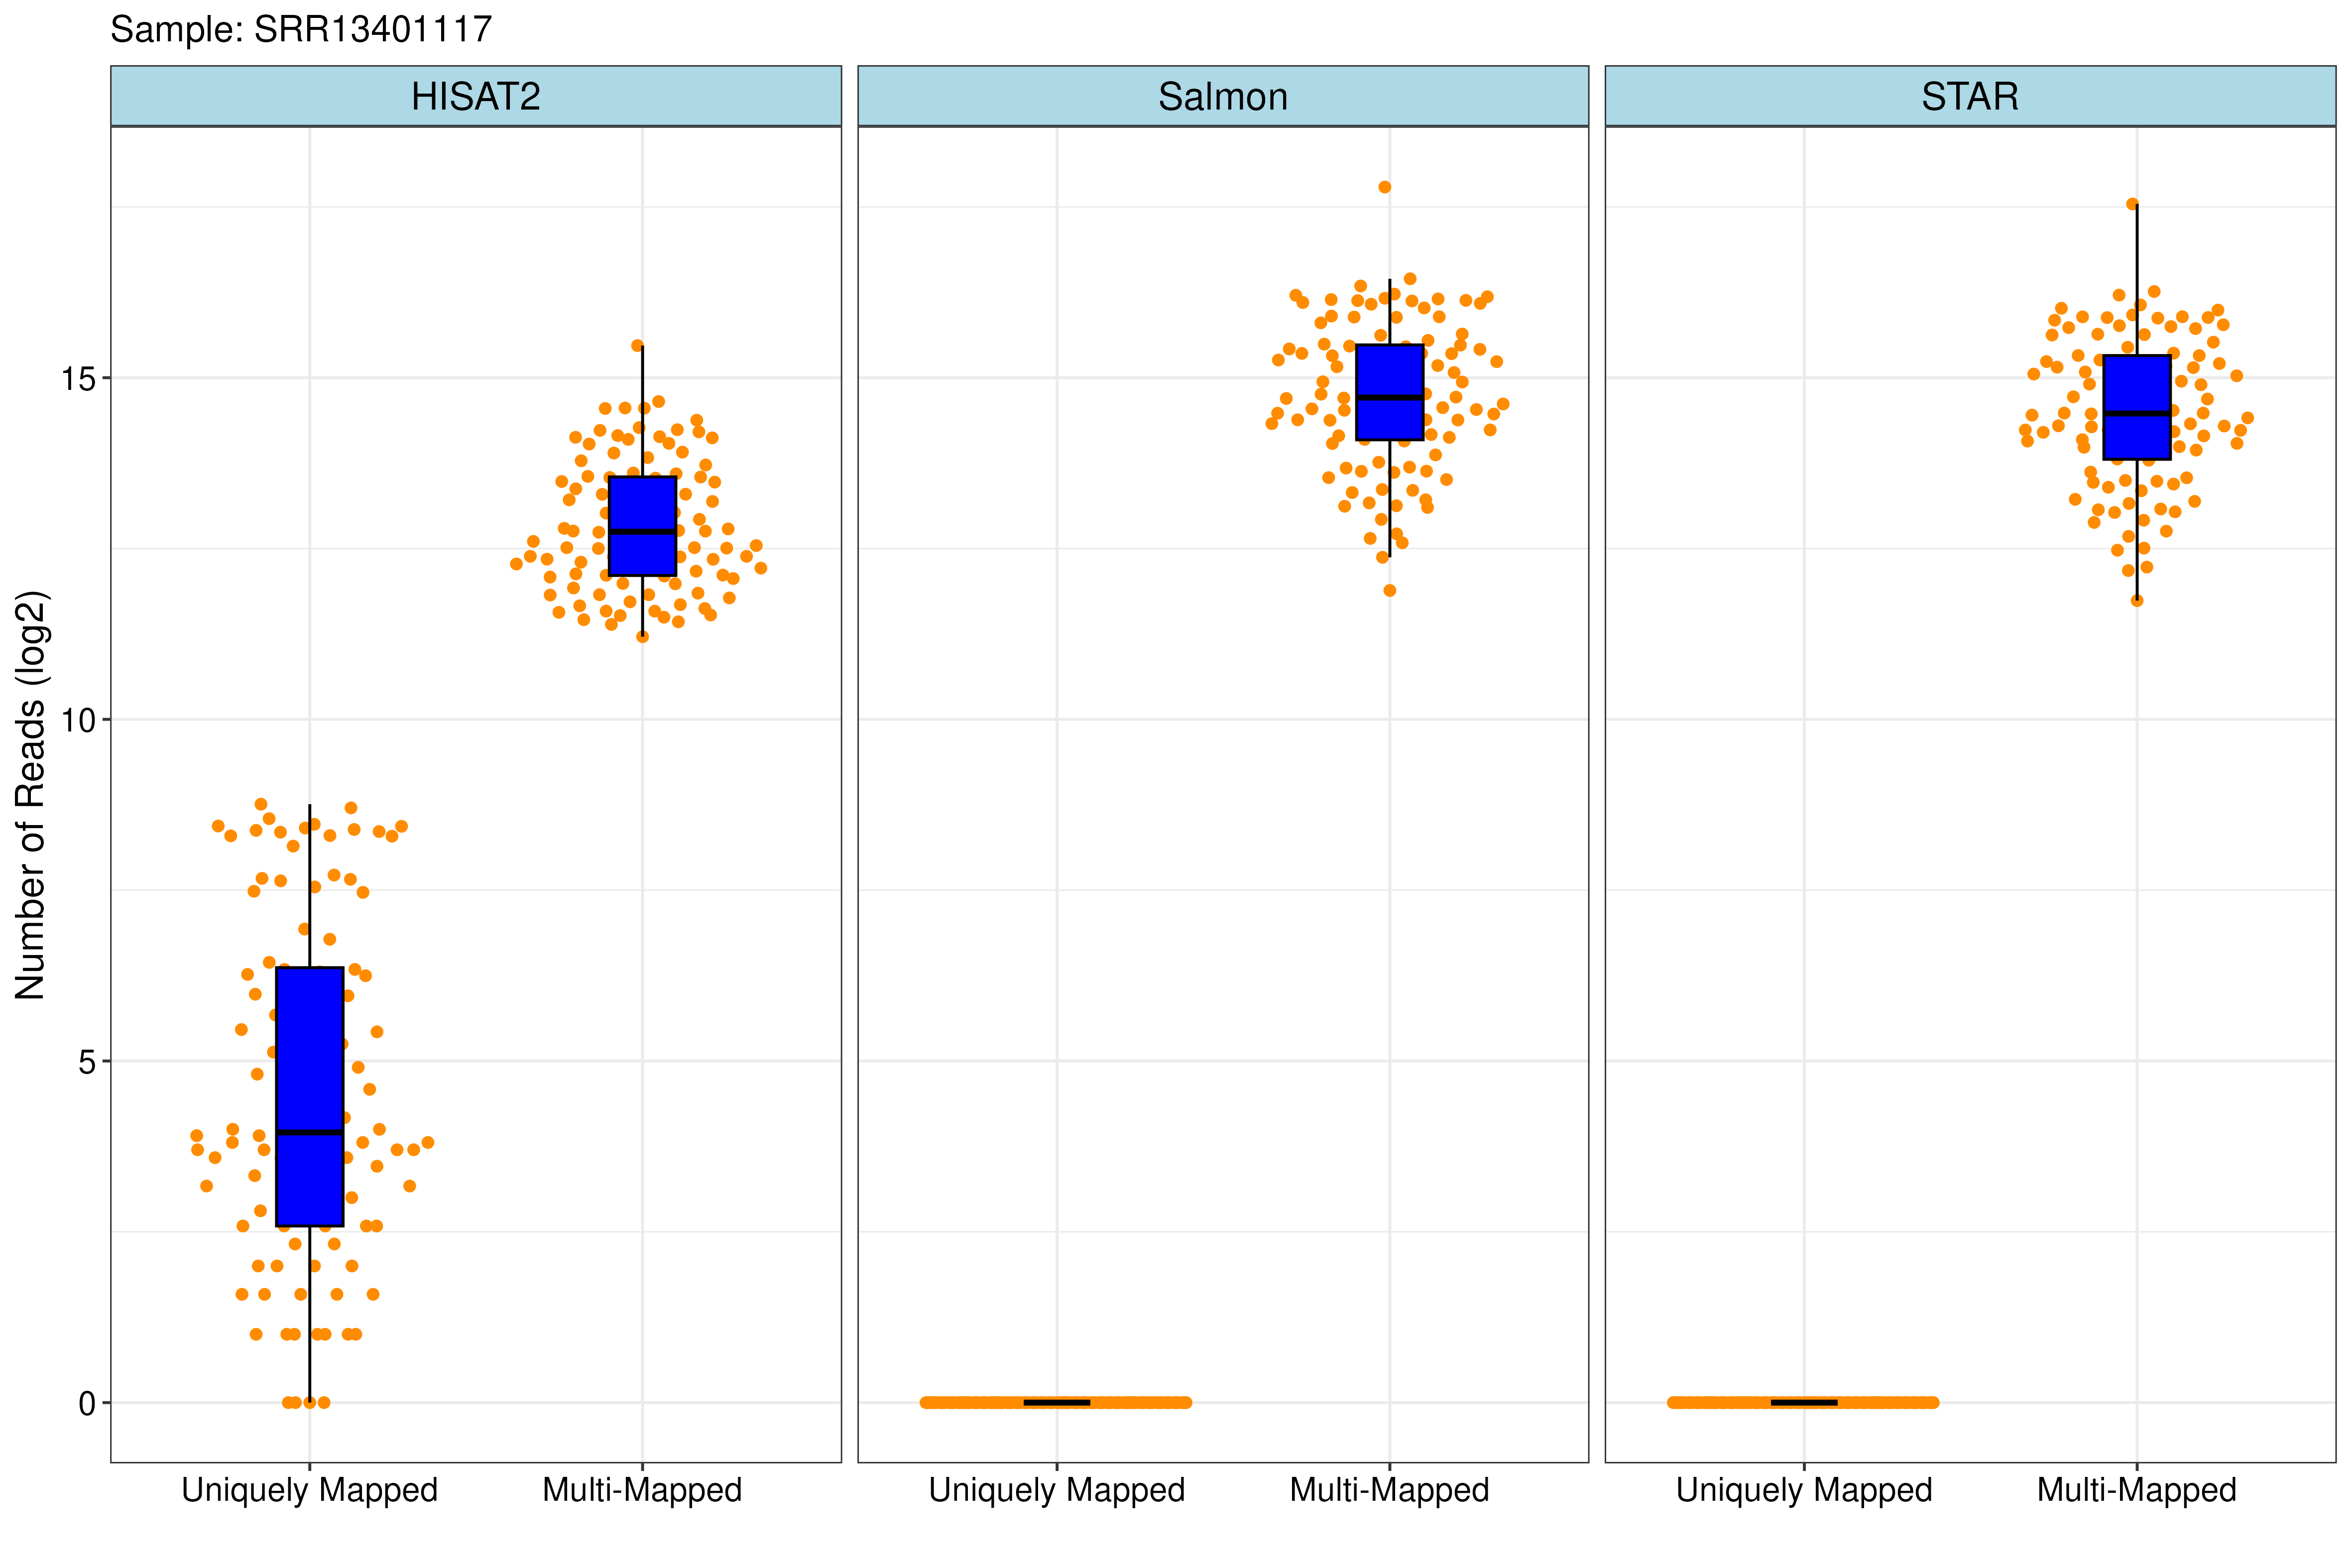 Sample: SRR13401117
HISAT2
Salmon
STAR
Number of Reads (log2)
15
10
5
0
Uniquely Mapped
Multi-Mapped
Uniquely Mapped
Multi-Mapped
Uniquely Mapped
Multi-Mapped